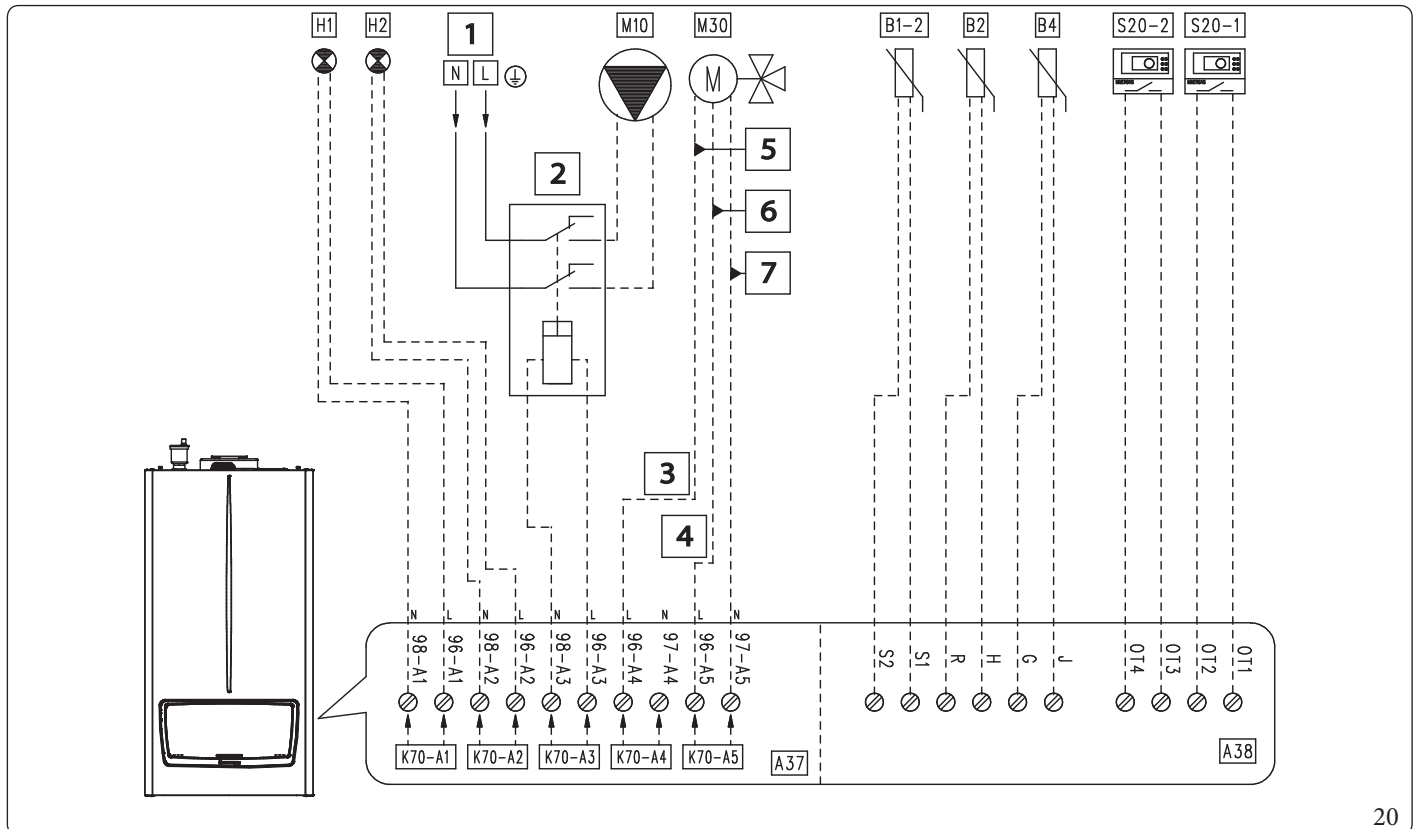 H1 H2 1 M10 M30 B1-2 B2 B4 S20-2 S20-1
N L
M
5
2
6
7
3
4
N L N L N L L N L N
98-A1 96-A1 98-A2 96-A2 98-A3 96-A3 96-A4 97-A4 96-A5 97-A5 S2 S1 R H G J OT4 OT3 OT2 OT1
K70-A1 K70-A2 K70-A3 K70-A4 K70-A5 A37 A38
20